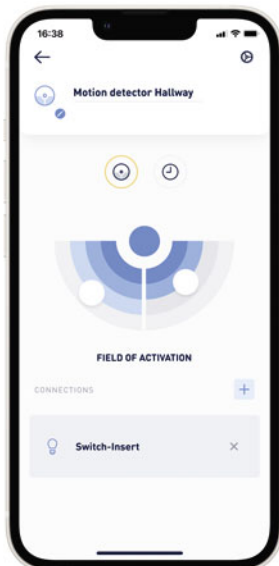 16:38
Motion detector Hallway
FIELD OF ACTIVATION
CONNECTIONS
Switch-Insert